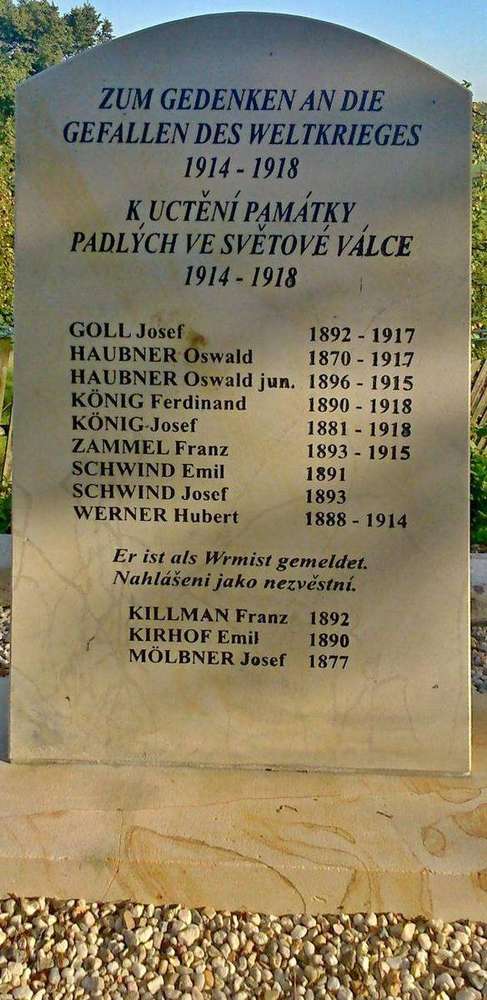 ZUM GEDENKEN AN DIE
GEFALLEN DES WELTKRIEGES
1914 - 1918
K UCTĚNÍ PAMÁTKY
PADLÝCH VE SVĚTOVÉ VÁLCE
1914 - 1918
GOLL Josef 1892 - 1917
HAUBNER Oswald 1870 - 1917
HAUBNER Oswald jun. 1896 - 1915
KÖNIG Ferdinand 1890 - 1918
KÖNIG Josef 1881 - 1918
ZAMMEL Franz 1893 - 1915
SCHWIND Emil 1891
SCHWIND Josef 1893
WERNER Hubert 1888 - 1914
Er ist als Wrmist gemeldet.
Nahlášeni jako nezvěstní.
KILLMAN Franz 1892
KIRHOF Emil 1890
MÖLBNER Josef 1877